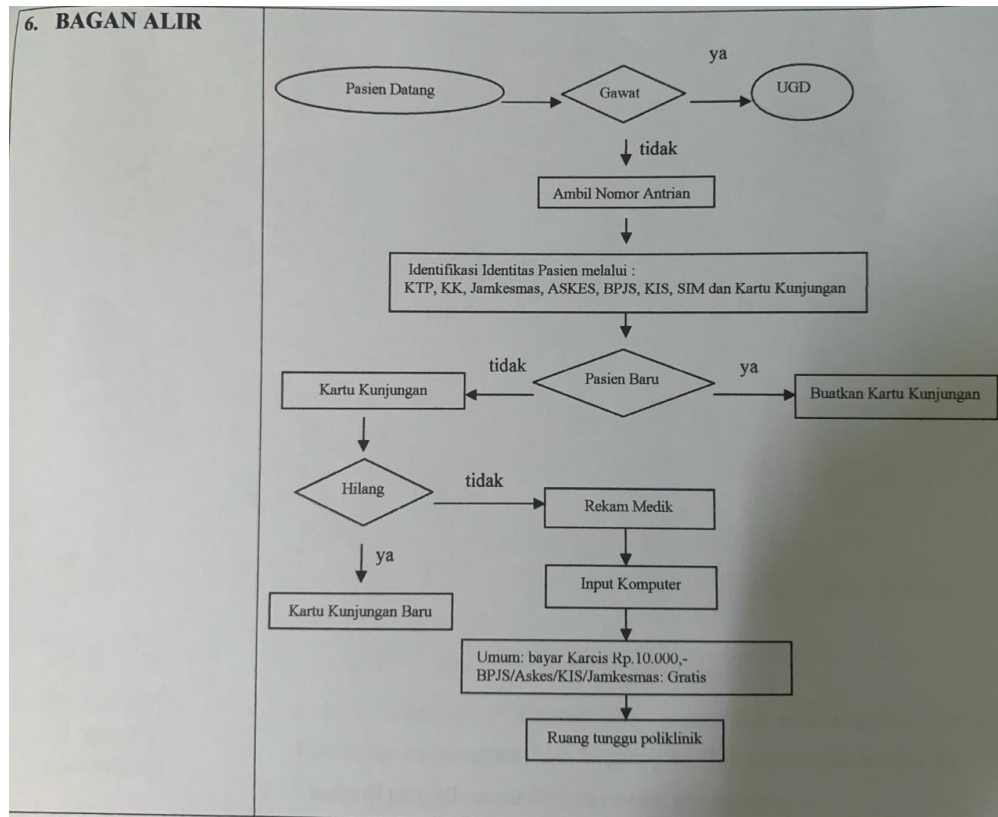 6. BAGAN ALIR
ya
Pasien Datang
Gawat
UGD
tidak
Ambil Nomor Antrian
Identifikasi Identitas Pasien melalui :
KTP, KK, Jamkesmas, ASKES, BPJS, KIS, SIM dan Kartu Kunjungan
tidak
Pasien Baru
ya
Kartu Kunjungan
Buatkan Kartu Kunjungan
Hilang
tidak
Rekam Medik
ya
Input Komputer
Kartu Kunjungan Baru
Umum: bayar Karcis Rp.10.000,-
BPJS/Askes/KIS/Jamkesmas: Gratis
Ruang tunggu poliklinik